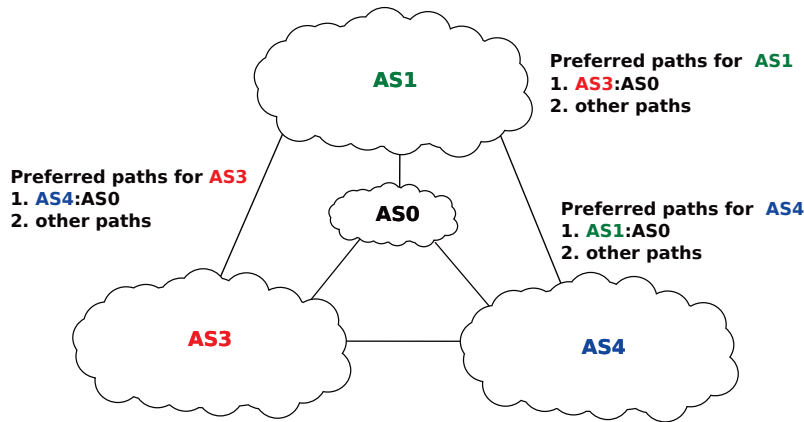 AS1
Preferred paths for AS1
1. AS3:AS0
2. other paths
Preferred paths for AS3
1. AS4:AS0
2. other paths
AS0
Preferred paths for AS4
1. AS1:AS0
2. other paths
AS3
AS4